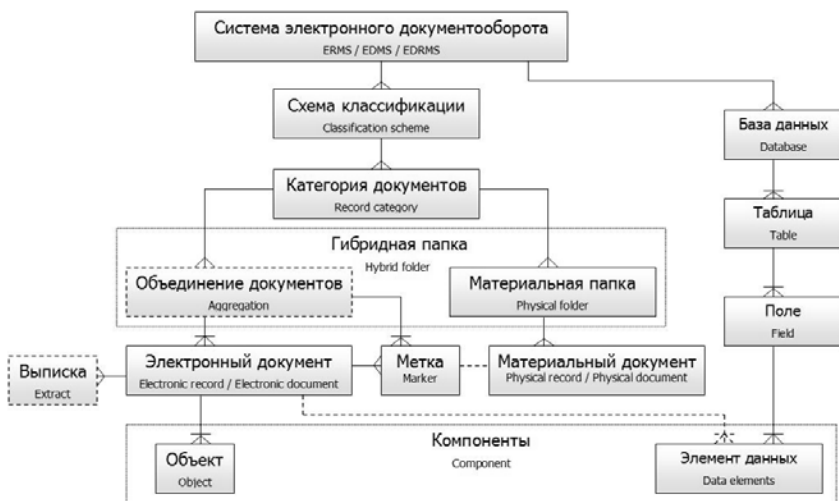 Система электронного документооборота
ERMS / EDMS / EDRMS
Схема классификации
Classification scheme
База данных
Database
Категория документов
Record category
Таблица
Table
Гибридная папка
Hybrid folder
Объединение документов
Aggregation
Материальная папка
Physical folder
Поле
Field
Выписка
Extract
Электронный документ
Electronic record / Electronic document
Метка
Marker
Материальный документ
Physical record / Physical document
Компоненты
Component
Объект
Object
Элемент данных
Data elements